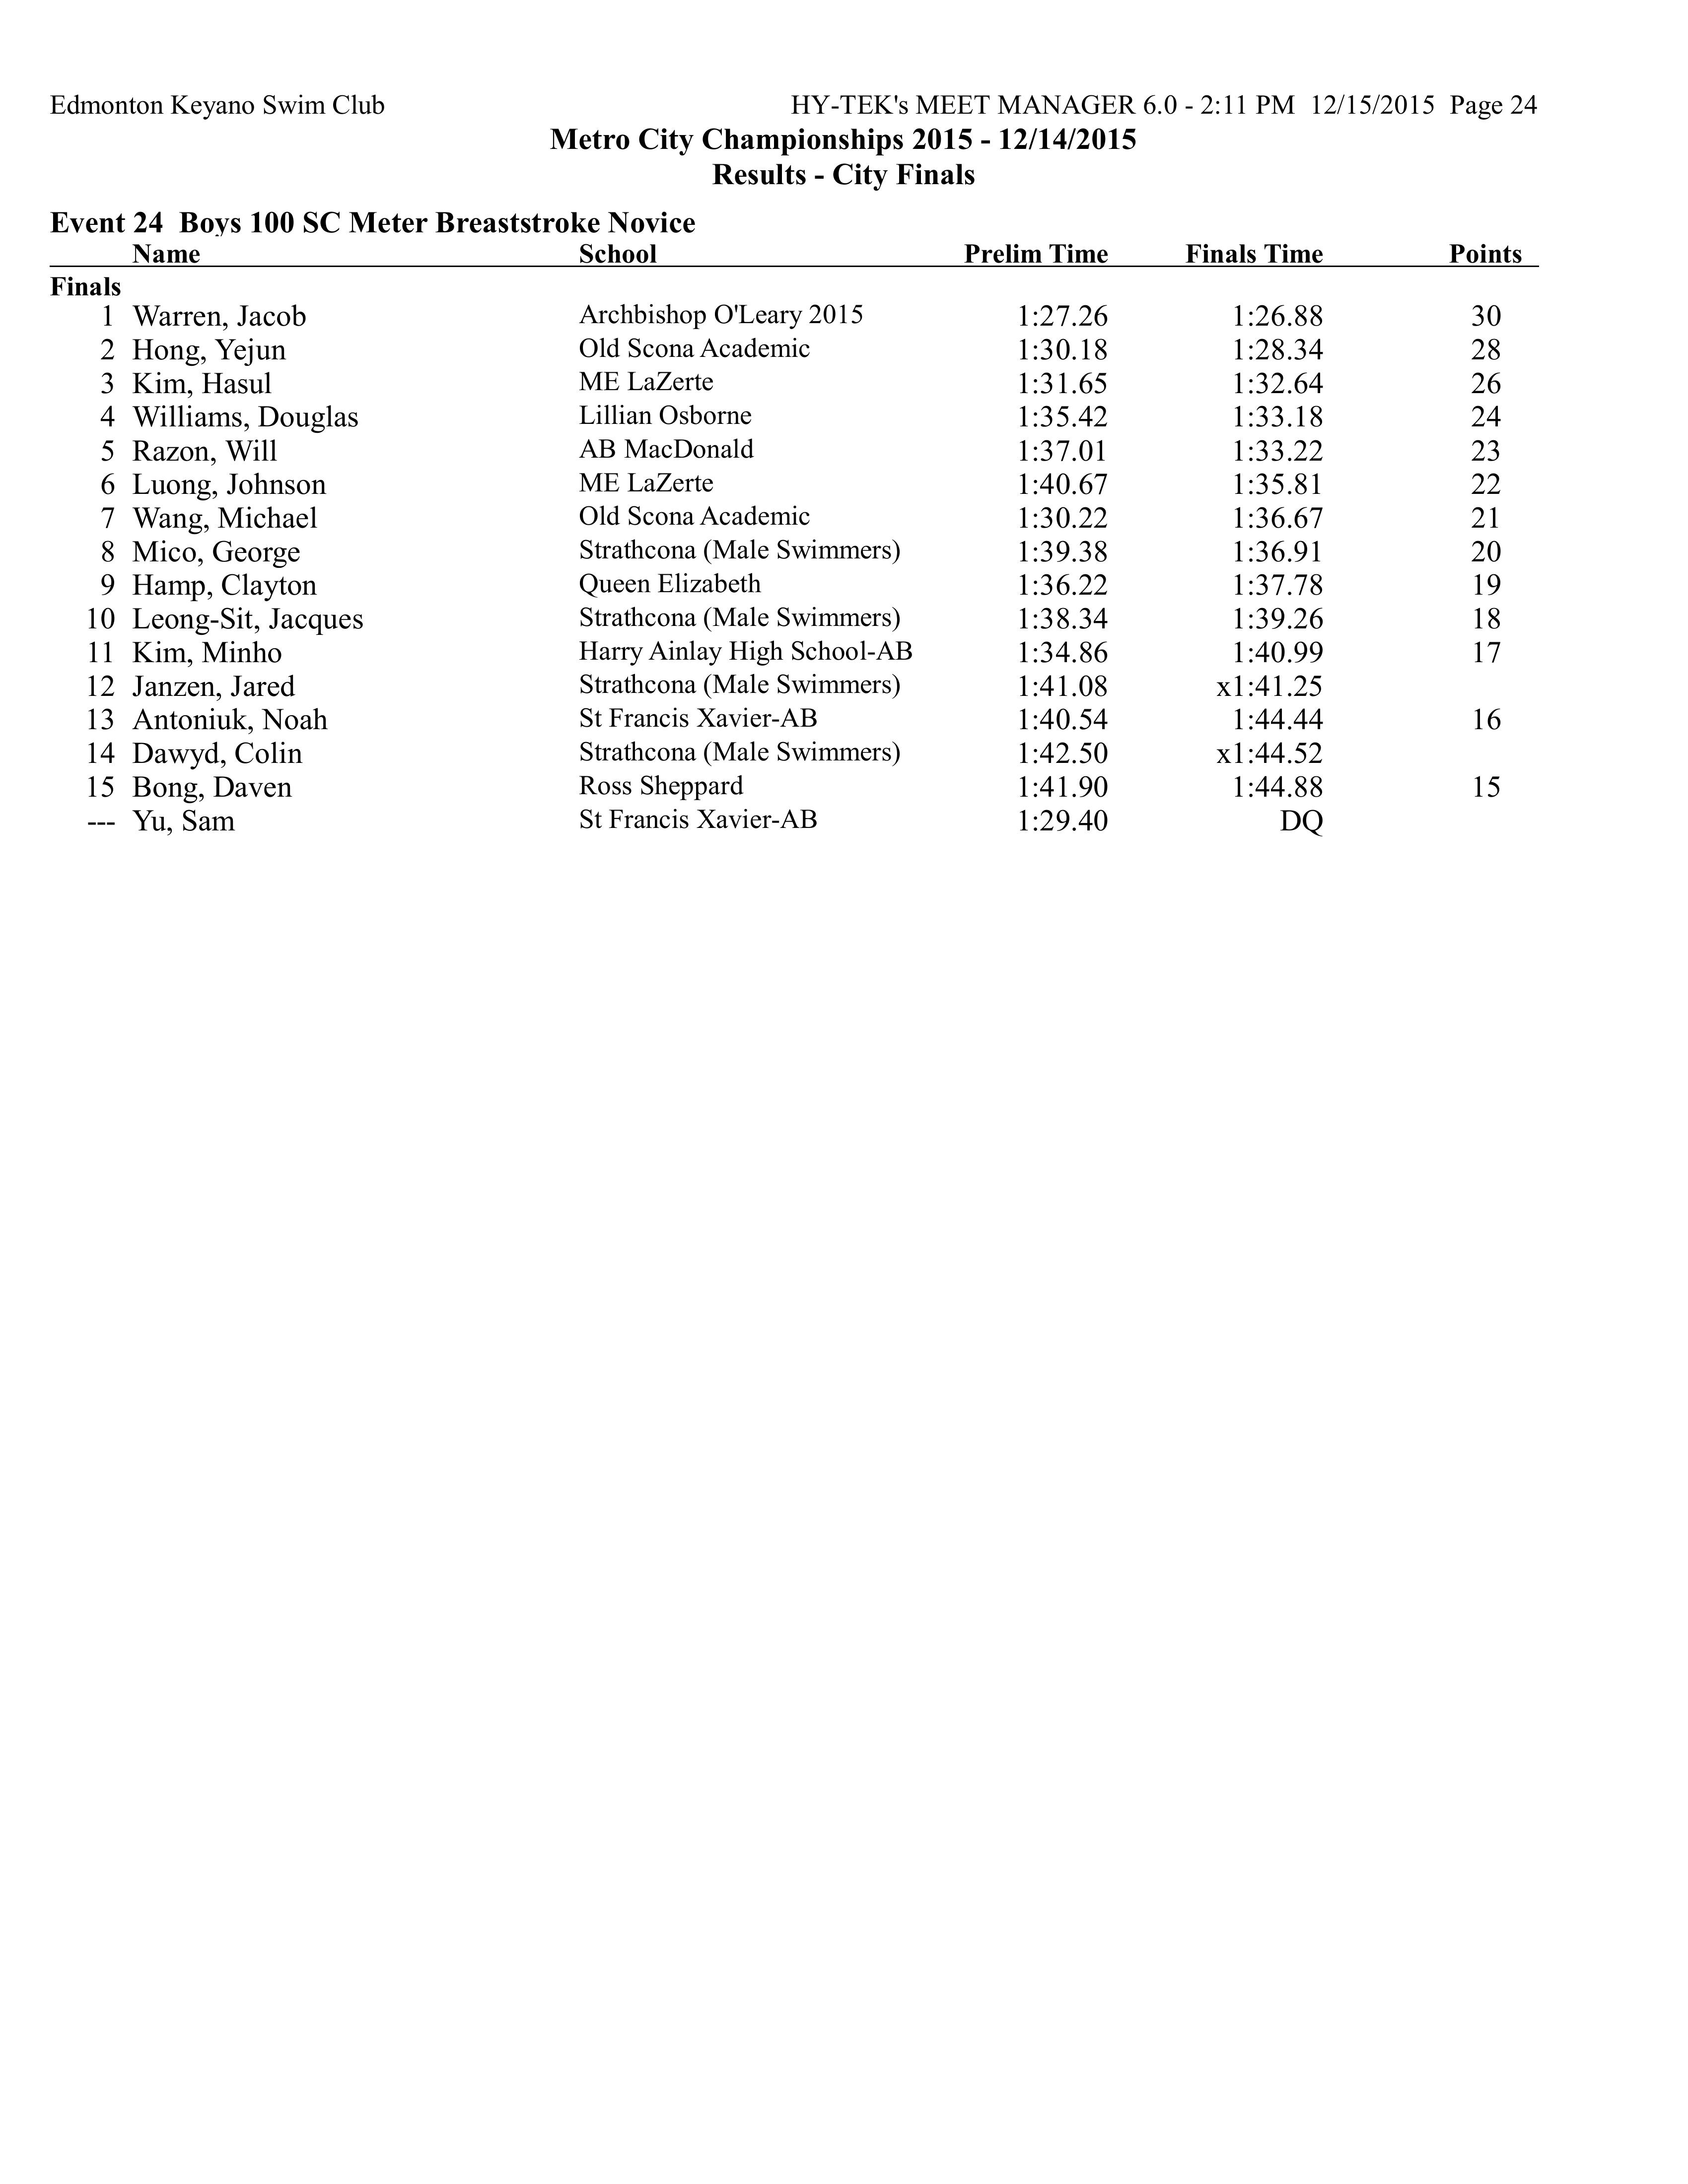 Edmonton Keyano Swim Club HY-TEK's MEET MANAGER 6.0 - 2:11 PM 12/15/2015 Page 24
Metro City Championships 2015 - 12/14/2015
Results - City Finals
Event 24 Boys 100 SC Meter Breaststroke Novice
Name School Prelim Time Finals Time Points
Finals
1 Warren, Jacob Archbishop O'Leary 2015 1:27.26 1:26.88 30
2 Hong, Yejun Old Scona Academic 1:30.18 1:28.34 28
3 Kim, Hasul ME LaZerte 1:31.65 1:32.64 26
4 Williams, Douglas Lillian Osborne 1:35.42 1:33.18 24
5 Razon, Will AB MacDonald 1:37.01 1:33.22 23
6 Luong, Johnson ME LaZerte 1:40.67 1:35.81 22
7 Wang, Michael Old Scona Academic 1:30.22 1:36.67 21
8 Mico, George Strathcona (Male Swimmers) 1:39.38 1:36.91 20
9 Hamp, Clayton Queen Elizabeth 1:36.22 1:37.78 19
10 Leong-Sit, Jacques Strathcona (Male Swimmers) 1:38.34 1:39.26 18
11 Kim, Minho Harry Ainlay High School-AB 1:34.86 1:40.99 17
12 Janzen, Jared Strathcona (Male Swimmers) 1:41.08 x1:41.25
13 Antoniuk, Noah St Francis Xavier-AB 1:40.54 1:44.44 16
14 Dawyd, Colin Strathcona (Male Swimmers) 1:42.50 x1:44.52
15 Bong, Daven Ross Sheppard 1:41.90 1:44.88 15
--- Yu, Sam St Francis Xavier-AB 1:29.40 DQ